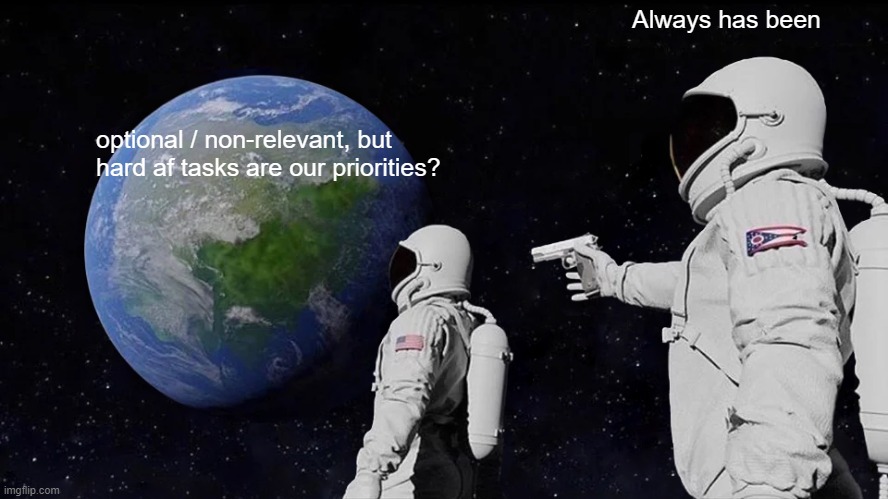 Always has been
optional / non-relevant, but
hard af tasks are our priorities?
imgflip.com